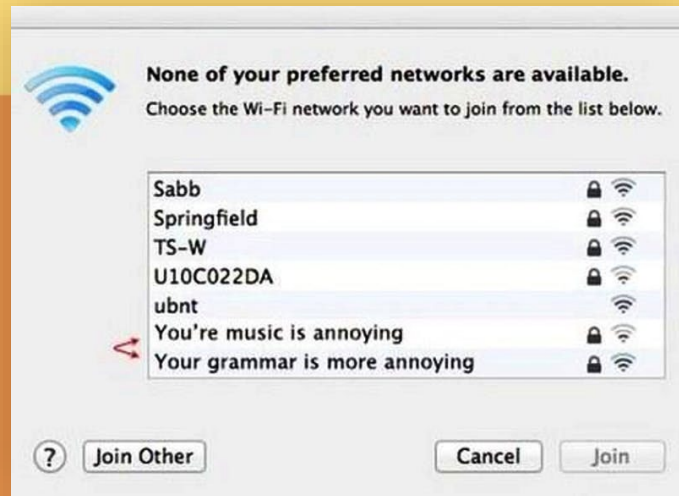 None of your preferred networks are available.
Choose the Wi-Fi network you want to join from the list below.
Sabb
Springfield
TS-W
U10C022DA
ubnt
You're music is annoying
Your grammar is more annoying
?
Join Other
Cancel
Join